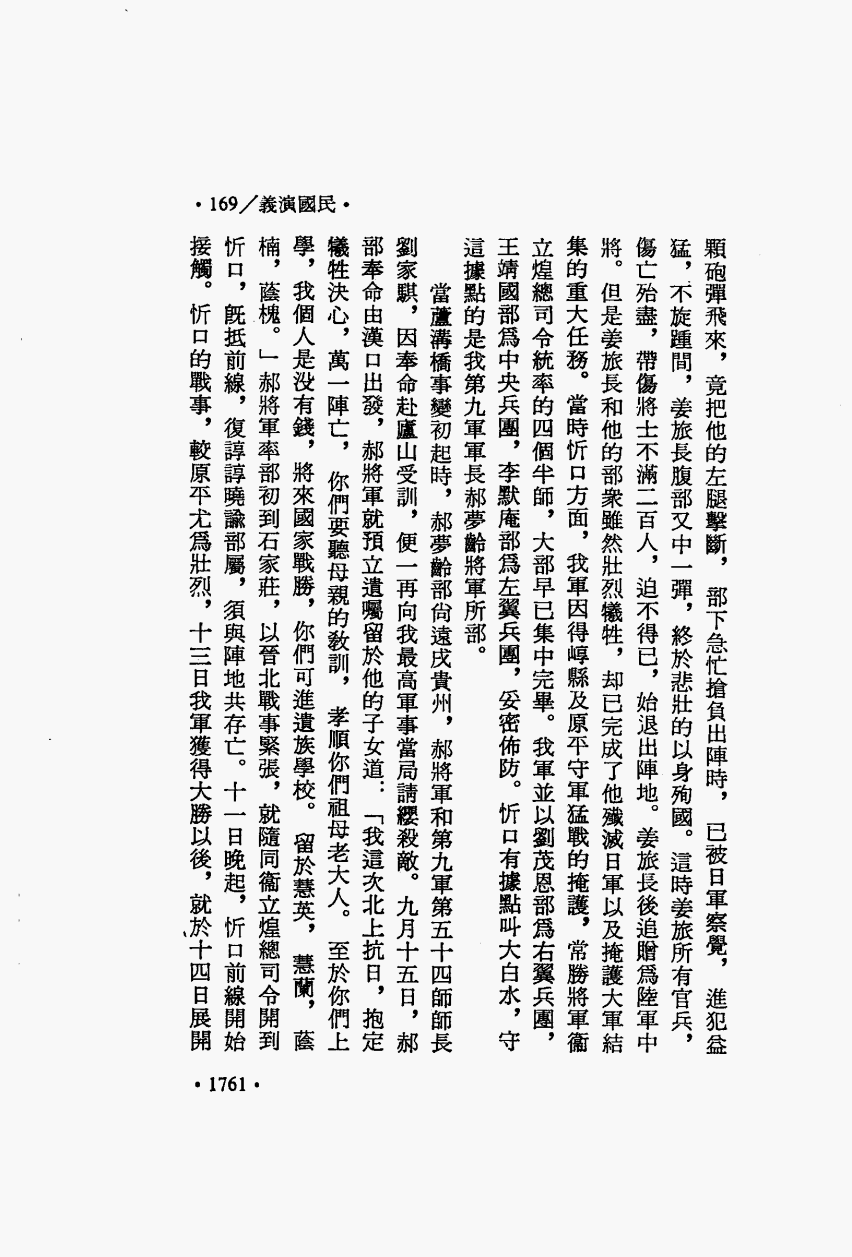 ·民國演義/169·
顆砲彈飛來，竟把他的左腿擊斷，部下急忙搶負出陣時，已被日軍察覺，進犯益
猛，不旋踵間，姜旅長腹部又中一彈，終於悲壯的以身殉國。這時姜旅所有官兵，
傷亡殆盡，帶傷將士不滿二百人，迫不得已，始退出陣地。姜旅長後追贈爲陸軍中
將。但是姜旅長和他的部衆雖然壯烈犧牲，却已完成了他殲滅日軍以及掩護大軍結
集的重大任務。當時忻口方面，我軍因得崞縣及原平守軍猛戰的掩護，常勝將軍衞
立煌總司令統率的四個半師，大部早已集中完畢。我軍並以劉茂恩部爲右翼兵團，
王靖國部爲中央兵團，李默庵部爲左翼兵團，妥密佈防。忻口有據點叫大白水，守
這據點的是我第九軍軍長郝夢齡將軍所部。
當蘆溝橋事變初起時，郝夢齡部尙遠戍貴州，郝將軍和第九軍第五十四師師長
劉家騏，因奉命赴廬山受訓，便一再向我最高軍事當局請纓殺敵。九月十五日，郝
部奉命由漢口出發，郝將軍就預立遺囑留於他的子女道：「我這次北上抗日，抱定
犧牲決心，萬一陣亡，你們要聽母親的敎訓，孝順你們祖母老大人。至於你們上
學，我個人是没有錢，將來國家戰勝，你們可進遺族學校。留於慧英，慧蘭，蔭
楠，蔭槐。」郝將軍率部初到石家莊，以晉北戰事緊張，就隨同衞立煌總司令開到
忻口，旣抵前線，復諄諄曉諭部屬，須與陣地共存亡。十一日晚起，忻口前線開始
接觸。忻口的戰事，較原平尤爲壯烈，十三日我軍獲得大勝以後，就於十四日展開
·1761·